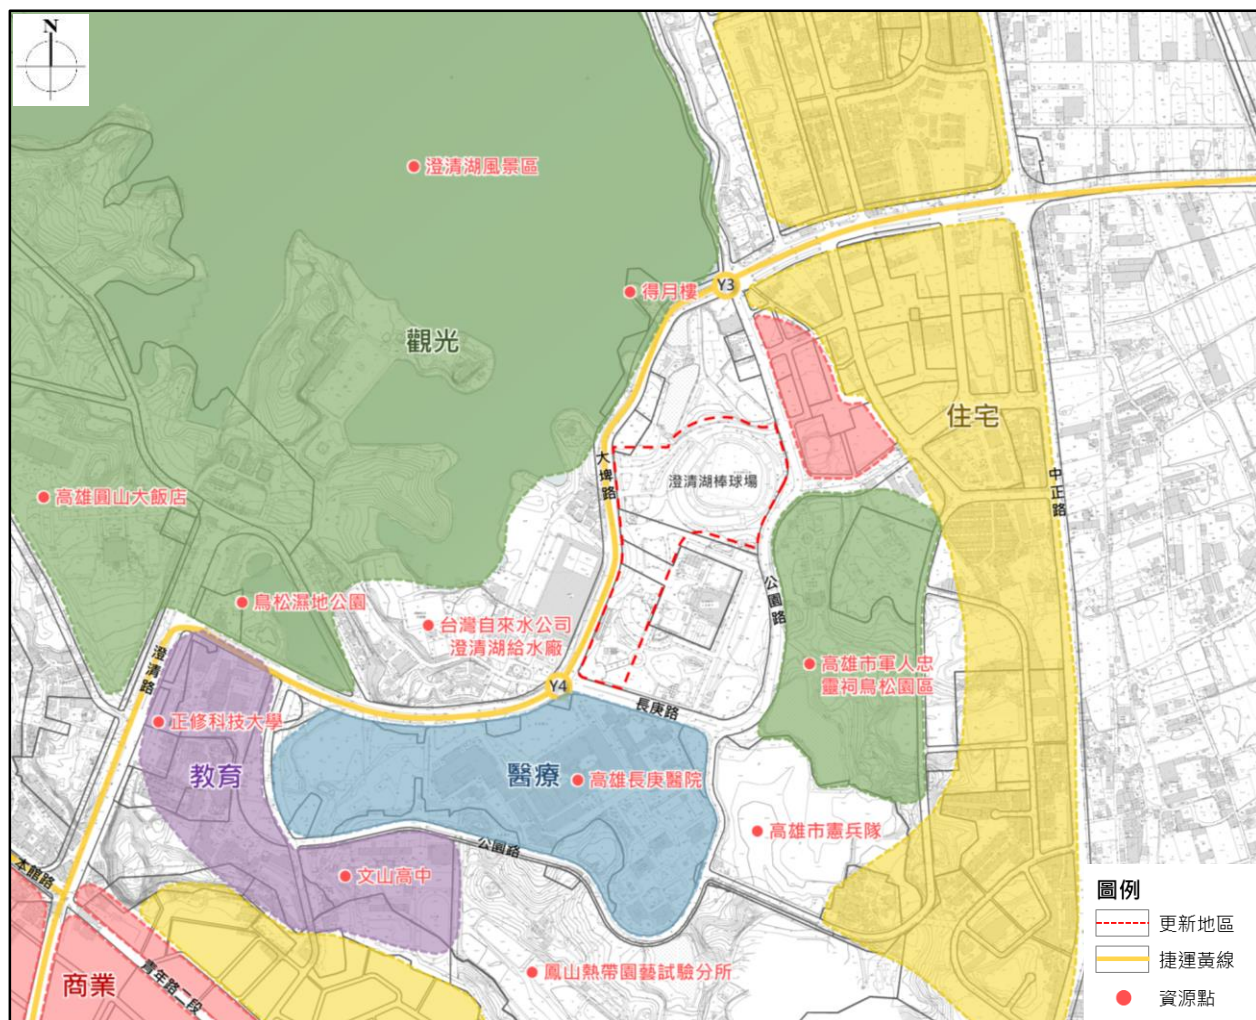 N
澄清湖風景區
得月樓
Y3
觀光
住宅
大埤路
澄清湖棒球場
中正路
高雄圓山大飯店
公園路
鳥松濕地公園
台灣自來水公司
澄清湖給水廠
高雄市軍人忠
靈祠鳥松園區
澄清路
Y4
長庚路
正修科技大學
教育
醫療
高雄長庚醫院
高雄市憲兵隊
公園路
本館路
文山高中
商業
青年路二段
鳳山熱帶園藝試驗分所
圖例
更新地區
捷運黃線
資源點